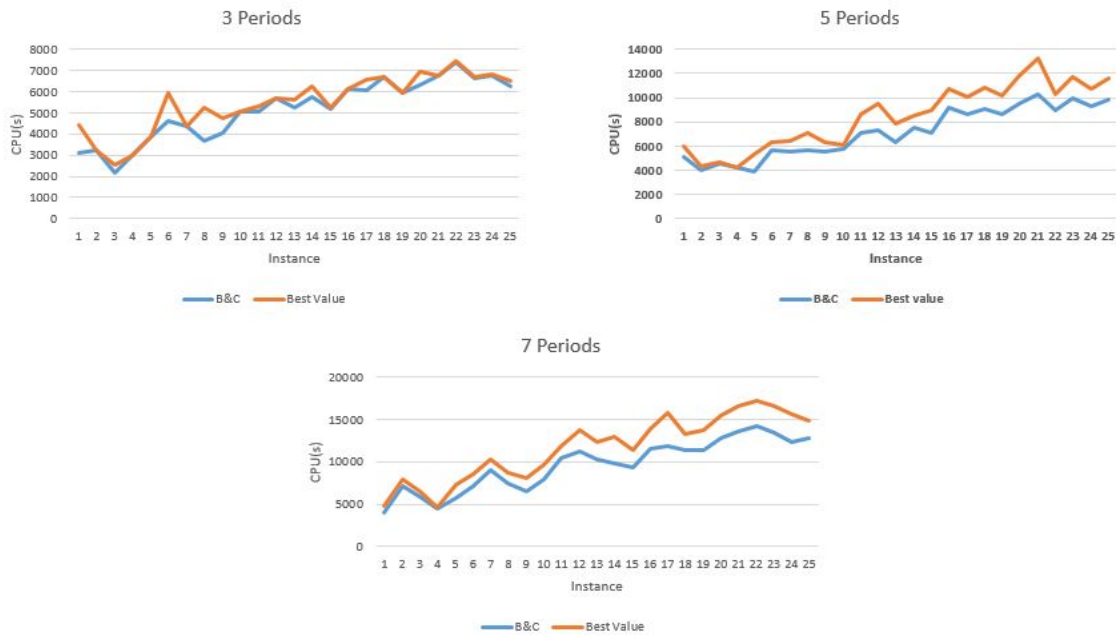 3 Periods
8000
7000
6000
5000
4000
3000
2000
1000
0
CPU(s)
1 2 3 4 5 6 7 8 9 10 11 12 13 14 15 16 17 18 19 20 21 22 23 24 25
Instance
B&C Best Value
5 Periods
14000
12000
10000
8000
6000
4000
2000
0
CPU(s)
1 2 3 4 5 6 7 8 9 10 11 12 13 14 15 16 17 18 19 20 21 22 23 24 25
Instance
B&C Best value
7 Periods
20000
15000
10000
5000
0
CPU(s)
1 2 3 4 5 6 7 8 9 10 11 12 13 14 15 16 17 18 19 20 21 22 23 24 25
Instance
B&C Best Value